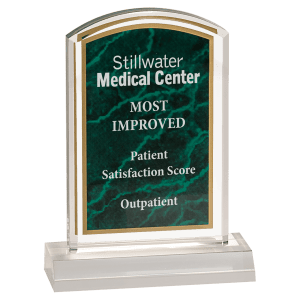 Stillwater
Medical Center
MOST
IMPROVED
Patient
Satisfaction Score
Outpatient